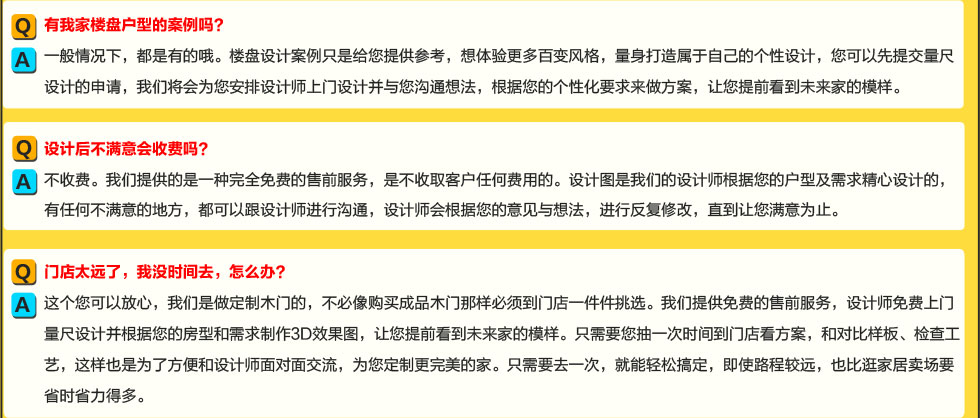 Q 有我家楼盘户型的案例吗？
A 一般情况下，都是有的哦。楼盘设计案例只是给您提供参考，想体验更多百变风格，量身打造属于自己的个性设计，您可以先提交量尺
设计的申请，我们将会为您安排设计师上门设计并与您沟通想法，根据您的个性化要求来做方案，让您提前看到未来家的模样。
Q 设计后不满意会收费吗？
A 不收费。我们提供的是一种完全免费的售前服务，是不收取客户任何费用的。设计图是我们的设计师根据您的户型及需求精心设计的，
有任何不满意的地方，都可以跟设计师进行沟通，设计师会根据您的意见与想法，进行反复修改，直到让您满意为止。
Q 门店太远了，我没时间去，怎么办？
A 这个您可以放心，我们是做定制木门的，不必像购买成品木门那样必须到门店一件件挑选。我们提供免费的售前服务，设计师免费上门
量尺设计并根据您的房型和需求制作3D效果图，让您提前看到未来家的模样。只需要您抽一次时间到门店看方案，和对比样板、检查工
艺，这样也是为了方便和设计师面对面交流，为您定制更完美的家。只需要去一次，就能轻松搞定，即使路程较远，也比逛家居卖场要
省时省力得多。